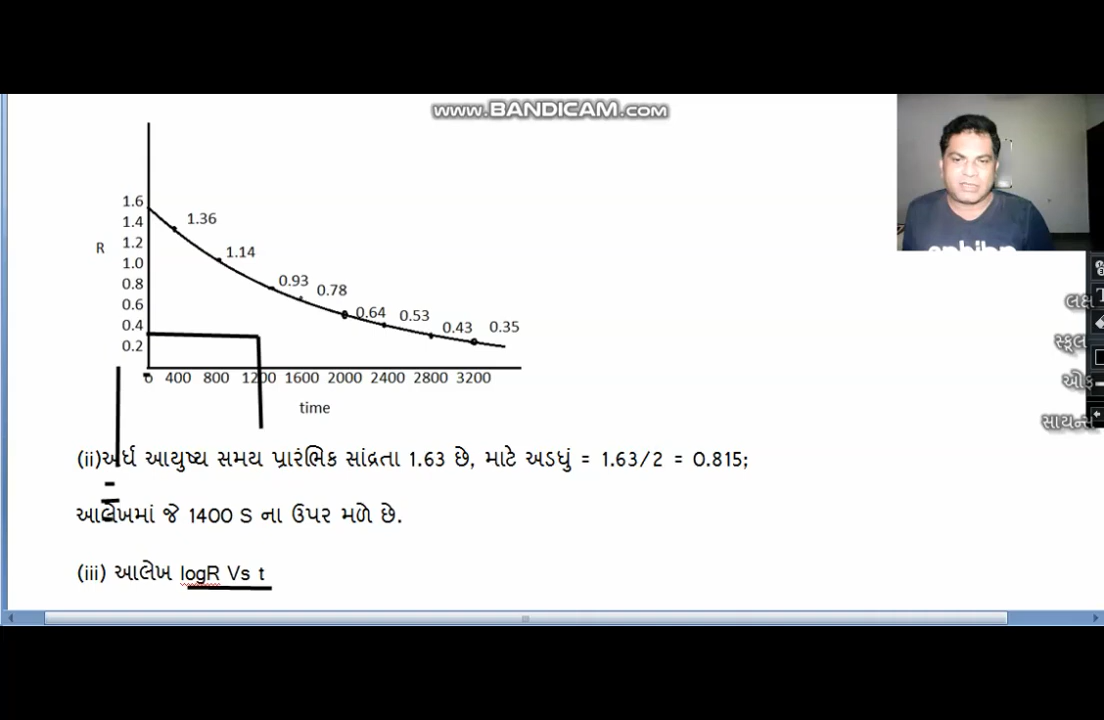 www.BANDICAM.com
1.6
1.4
1.2
1.0
0.8
0.6
0.4
0.2
R
1.36
1.14
0.93
0.78
0.64
0.53
0.43
0.35
0 400 800 1200 1600 2000 2400 2800 3200
time
(ii)અર્ધ આયુષ્ય સમય પ્રારંભિક સાંદ્રતા 1.63 છે, માટે અડધું = 1.63/2 = 0.815;
આલેખમાં જે 1400 S ના ઉપર મળે છે.
(iii) આલેખ logR Vs t
લક્ષ
સ્કૂલ
ઓફ
સાયન્સ